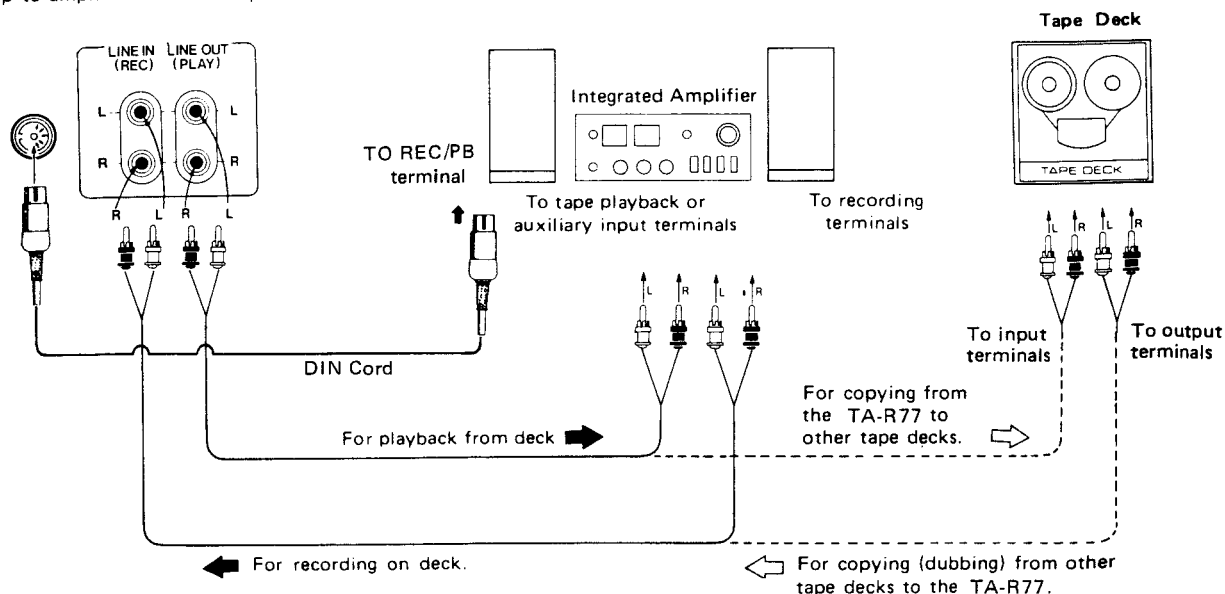 to ampli
Tape Deck
LINE IN LINE OUT
(REC) (PLAY)
L L
R R
R L R L
TO REC/PB
terminal
Integrated Amplifier
To tape playback or
auxiliary input terminals
To recording
terminals
TAPE DECK
L R L R
L R L R
To input
terminals
To output
terminals
DIN Cord
For playback from deck
For copying from
the TA-R77 to
other tape decks.
For recording on deck.
For copying (dubbing) from other
tape decks to the TA-R77.